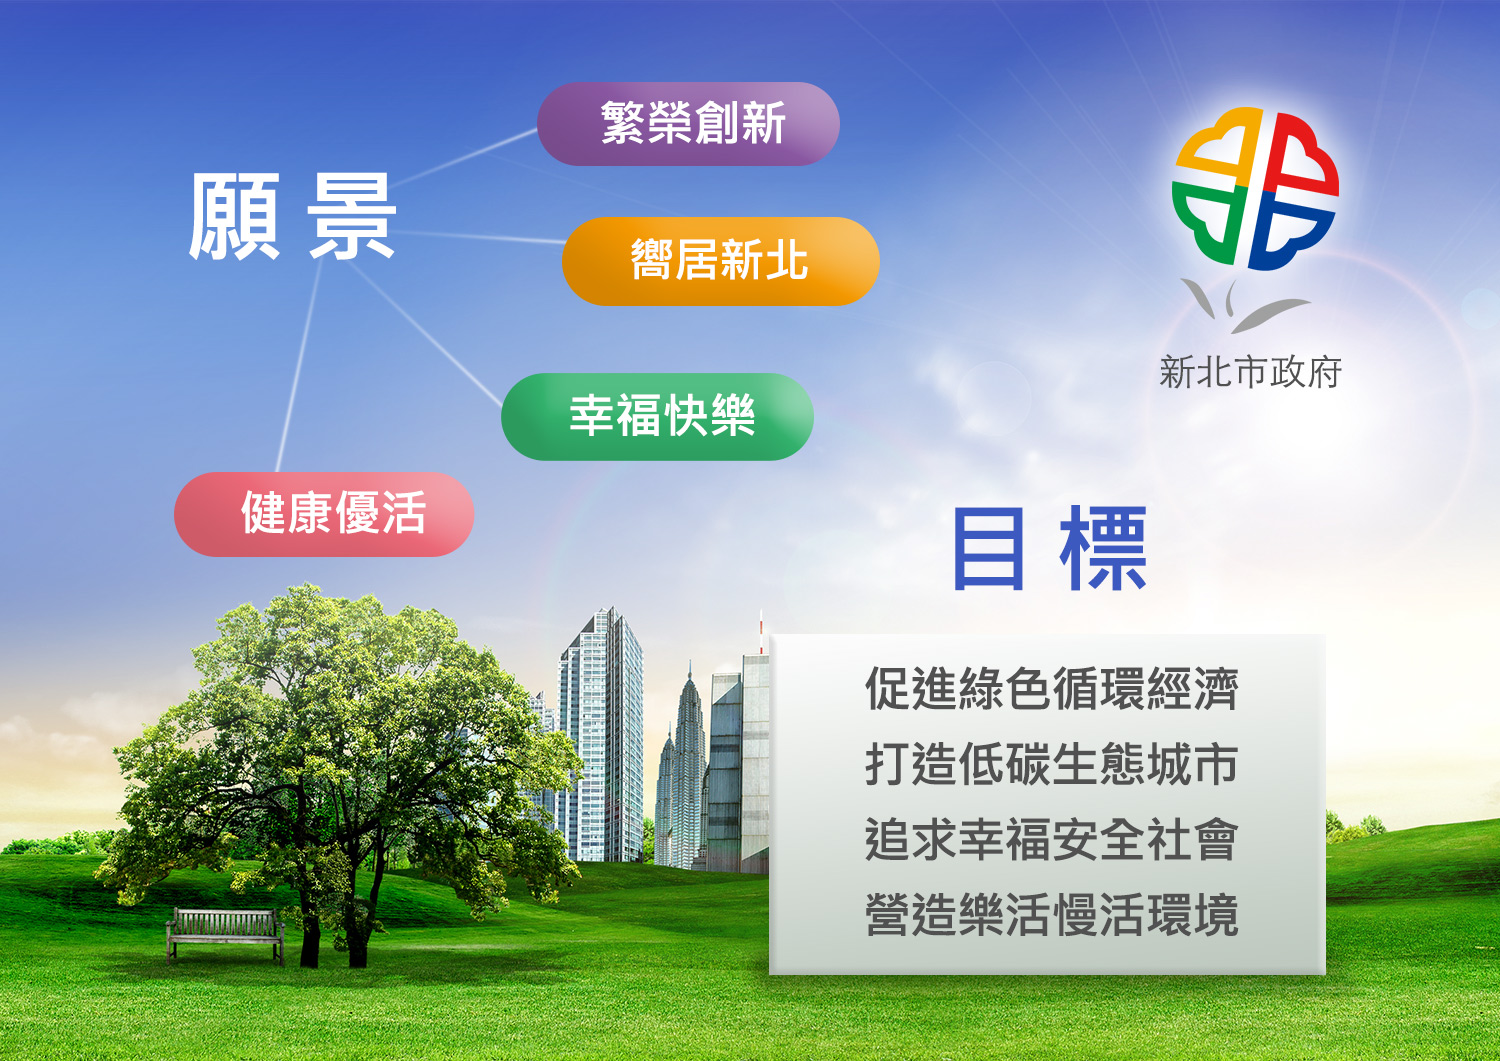 願景
繁榮創新
嚮居新北
幸福快樂
健康優活
新北市政府
目標
促進綠色循環經濟
打造低碳生態城市
追求幸福安全社會
營造樂活慢活環境